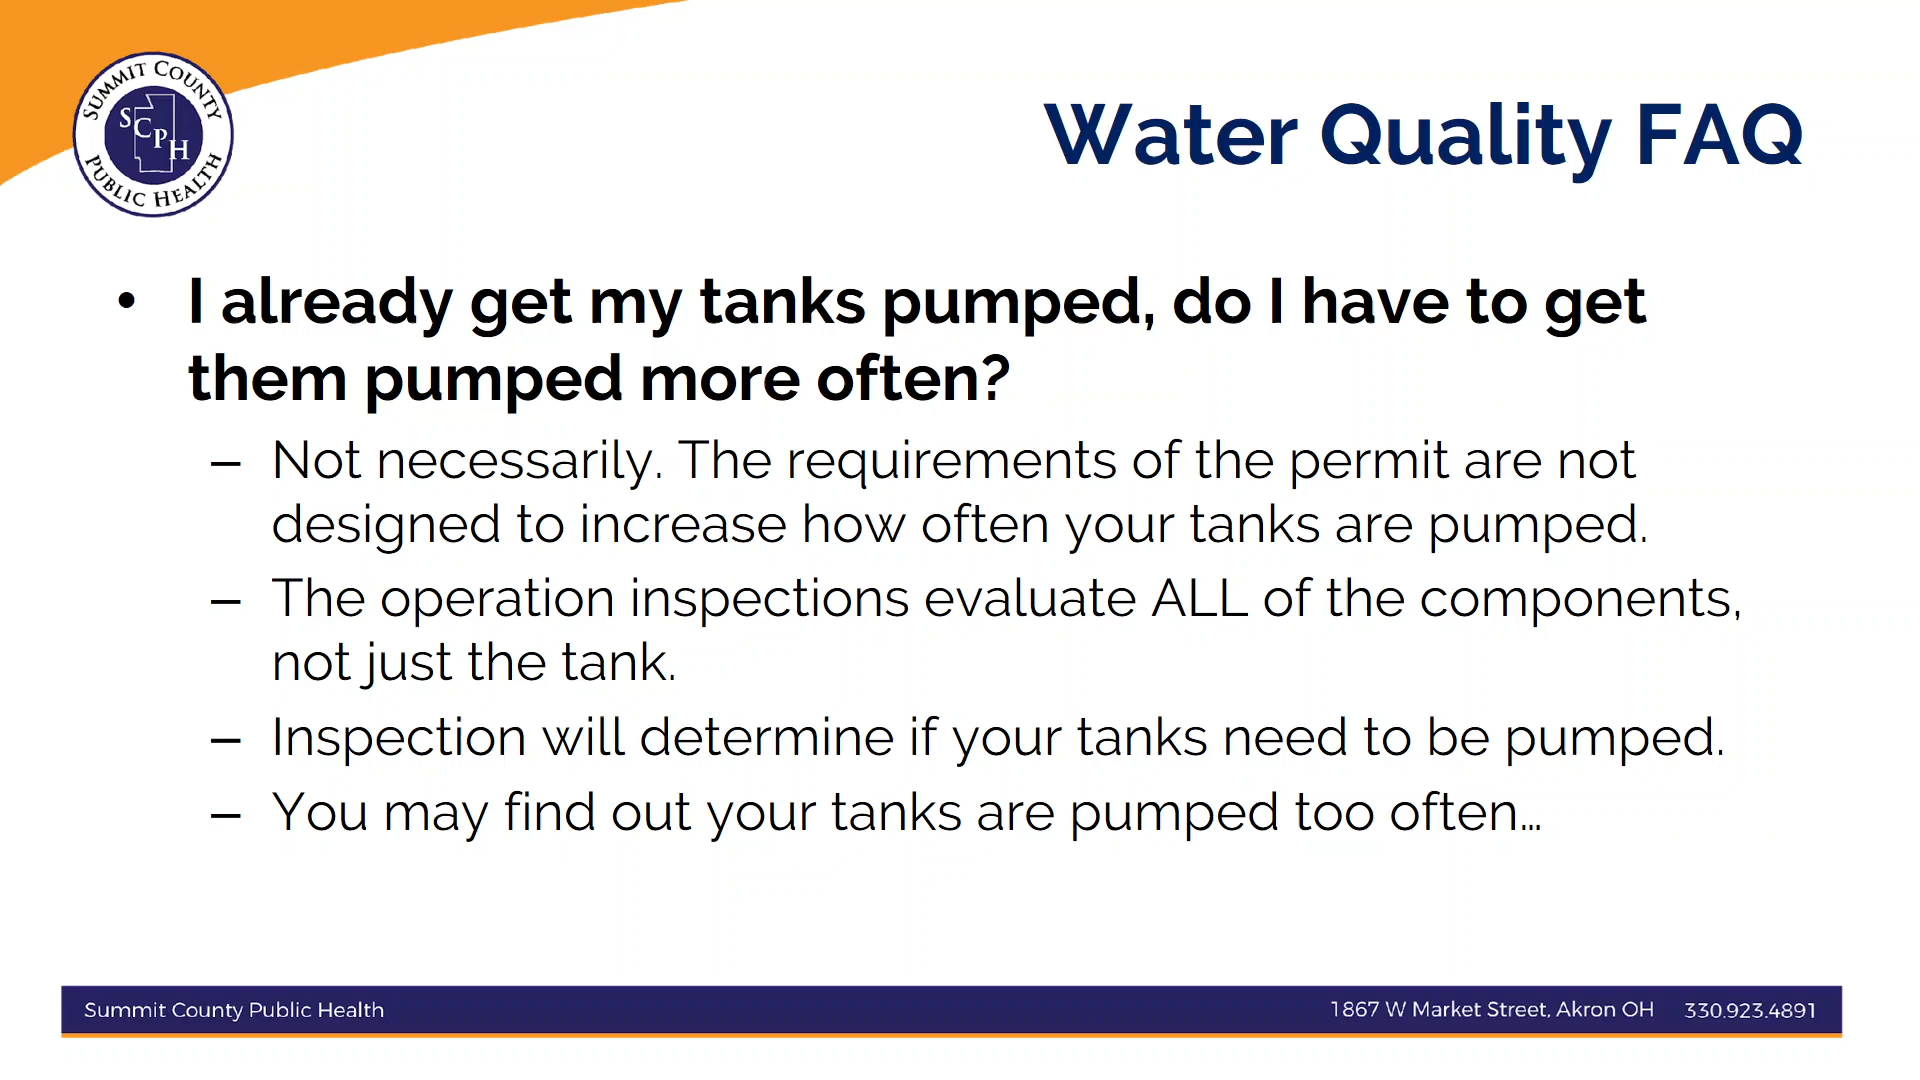 SUMMIT COUNTY
SCPH
PUBLIC HEALTH
Water Quality FAQ
• I already get my tanks pumped, do I have to get
them pumped more often?
– Not necessarily. The requirements of the permit are not
designed to increase how often your tanks are pumped.
– The operation inspections evaluate ALL of the components,
not just the tank.
– Inspection will determine if your tanks need to be pumped.
– You may find out your tanks are pumped too often…
Summit County Public Health 1867 W Market Street, Akron OH 330.923.4891